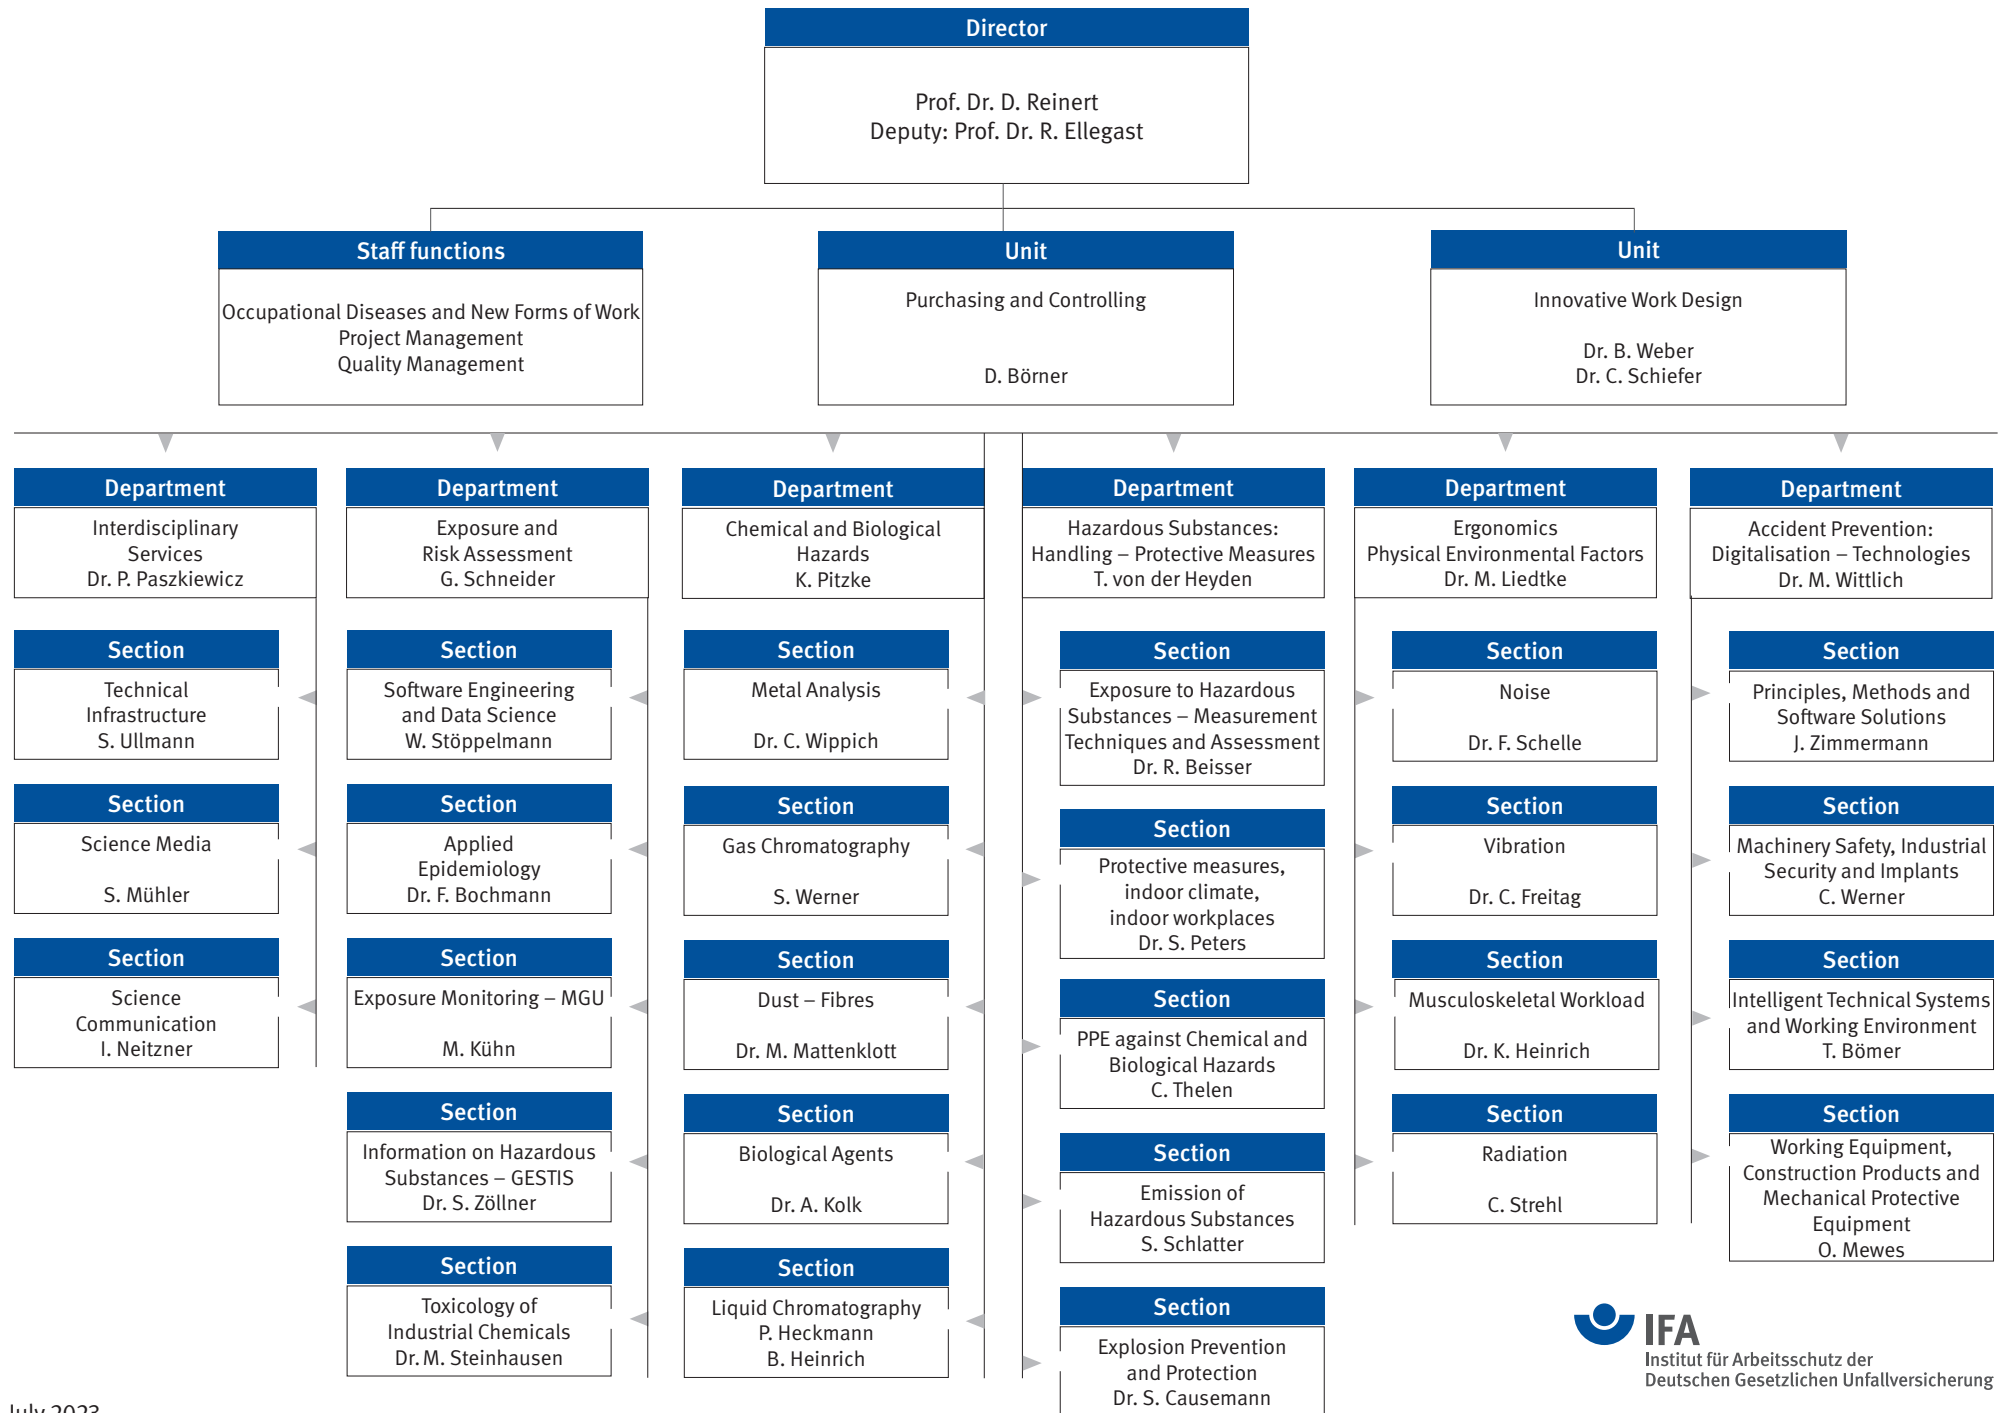 Director
Prof. Dr. D. Reinert
Deputy: Prof. Dr. R. Ellegast
Staff functions
Occupational Diseases and New Forms of Work
Project Management
Quality Management
Unit
Purchasing and Controlling
D. Börner
Unit
Innovative Work Design
Dr. B. Weber
Dr. C. Schiefer
Department
Interdisciplinary
Services
Dr. P. Paszkiewicz
Section
Technical
Infrastructure
S. Ullmann
Section
Science Media
S. Mühler
Section
Science
Communication
I. Neitzner
Department
Exposure and
Risk Assessment
G. Schneider
Section
Software Engineering
and Data Science
W. Stöppelmann
Section
Applied
Epidemiology
Dr. F. Bochmann
Section
Exposure Monitoring – MGU
M. Kühn
Section
Information on Hazardous
Substances – GESTIS
Dr. S. Zöllner
Section
Toxicology of
Industrial Chemicals
Dr. M. Steinhausen
Department
Chemical and Biological
Hazards
K. Pitzke
Section
Metal Analysis
Dr. C. Wippich
Section
Gas Chromatography
S. Werner
Section
Dust – Fibres
Dr. M. Mattenklott
Section
Biological Agents
Dr. A. Kolk
Section
Liquid Chromatography
P. Heckmann
B. Heinrich
Department
Hazardous Substances:
Handling – Protective Measures
T. von der Heyden
Section
Exposure to Hazardous
Substances – Measurement
Techniques and Assessment
Dr. R. Beisser
Section
Protective measures,
indoor climate,
indoor workplaces
Dr. S. Peters
Section
PPE against Chemical and
Biological Hazards
C. Thelen
Section
Emission of
Hazardous Substances
S. Schlatter
Section
Explosion Prevention
and Protection
Dr. S. Causemann
Department
Ergonomics
Physical Environmental Factors
Dr. M. Liedtke
Section
Noise
Dr. F. Schelle
Section
Vibration
Dr. C. Freitag
Section
Musculoskeletal Workload
Dr. K. Heinrich
Section
Radiation
C. Strehl
Department
Accident Prevention:
Digitalisation – Technologies
Dr. M. Wittlich
Section
Principles, Methods and
Software Solutions
J. Zimmermann
Section
Machinery Safety, Industrial
Security and Implants
C. Werner
Section
Intelligent Technical Systems
and Working Environment
T. Bömer
Section
Working Equipment,
Construction Products and
Mechanical Protective
Equipment
O. Mewes
IFA
Institut für Arbeitsschutz der
Deutschen Gesetzlichen Unfallversicherung
July 2023